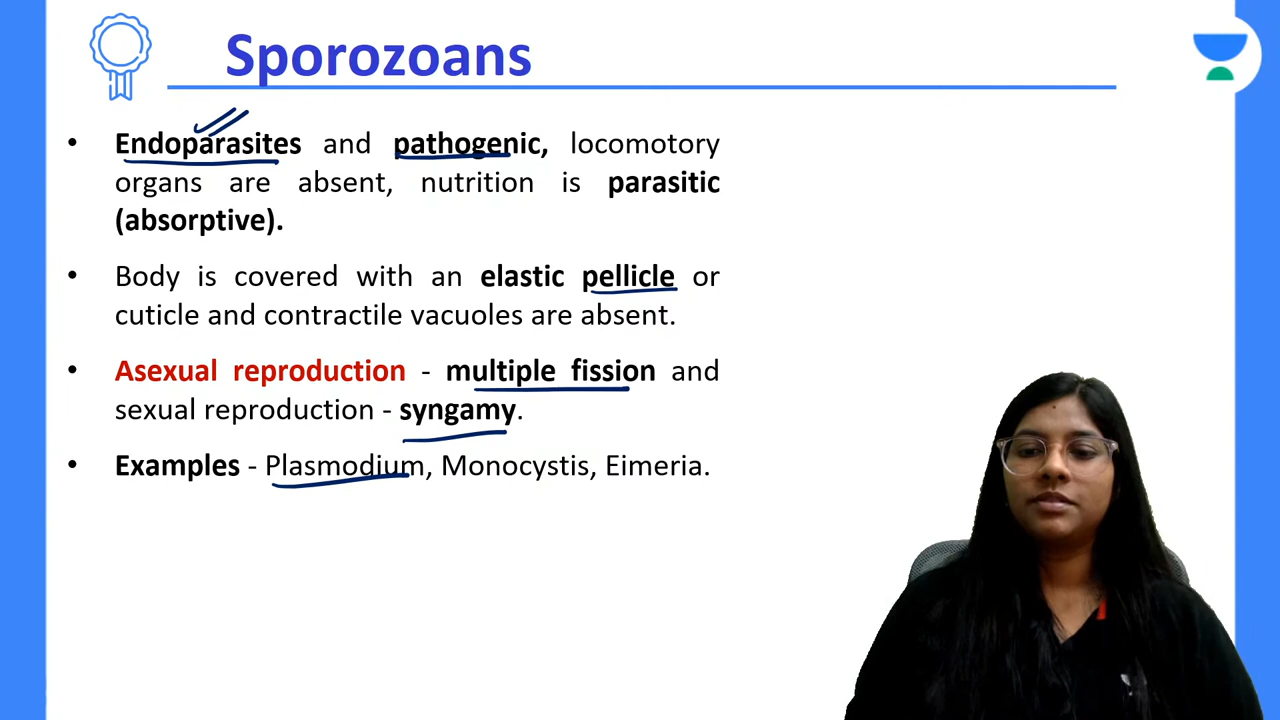 Sporozoans
• Endoparasites and pathogenic, locomotory
organs are absent, nutrition is parasitic
(absorptive).
• Body is covered with an elastic pellicle or
cuticle and contractile vacuoles are absent.
• Asexual reproduction - multiple fission and
sexual reproduction - syngamy.
• Examples - Plasmodium, Monocystis, Eimeria.